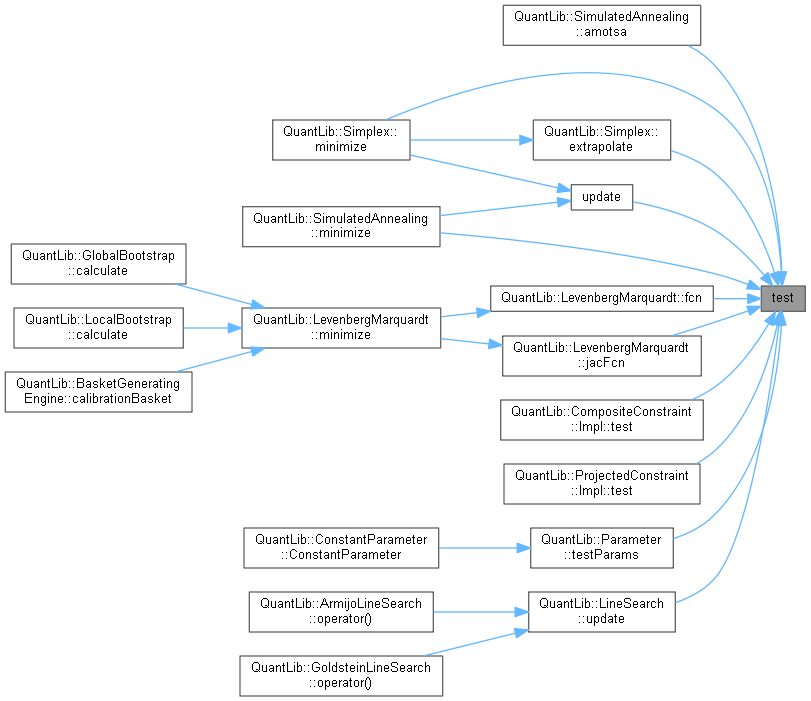 QuantLib::SimulatedAnnealing
::amotsa
QuantLib::Simplex::
minimize
QuantLib::Simplex::
extrapolate
update
QuantLib::SimulatedAnnealing
::minimize
QuantLib::GlobalBootstrap
::calculate
QuantLib::LocalBootstrap
::calculate
QuantLib::BasketGenerating
Engine::calibrationBasket
QuantLib::LevenbergMarquardt
::minimize
QuantLib::LevenbergMarquardt::fcn
test
QuantLib::LevenbergMarquardt
::jacFcn
QuantLib::CompositeConstraint
::Impl::test
QuantLib::ProjectedConstraint
::Impl::test
QuantLib::ConstantParameter
::ConstantParameter
QuantLib::Parameter
::testParams
QuantLib::ArmijoLineSearch
::operator()
QuantLib::LineSearch
::update
QuantLib::GoldsteinLineSearch
::operator()